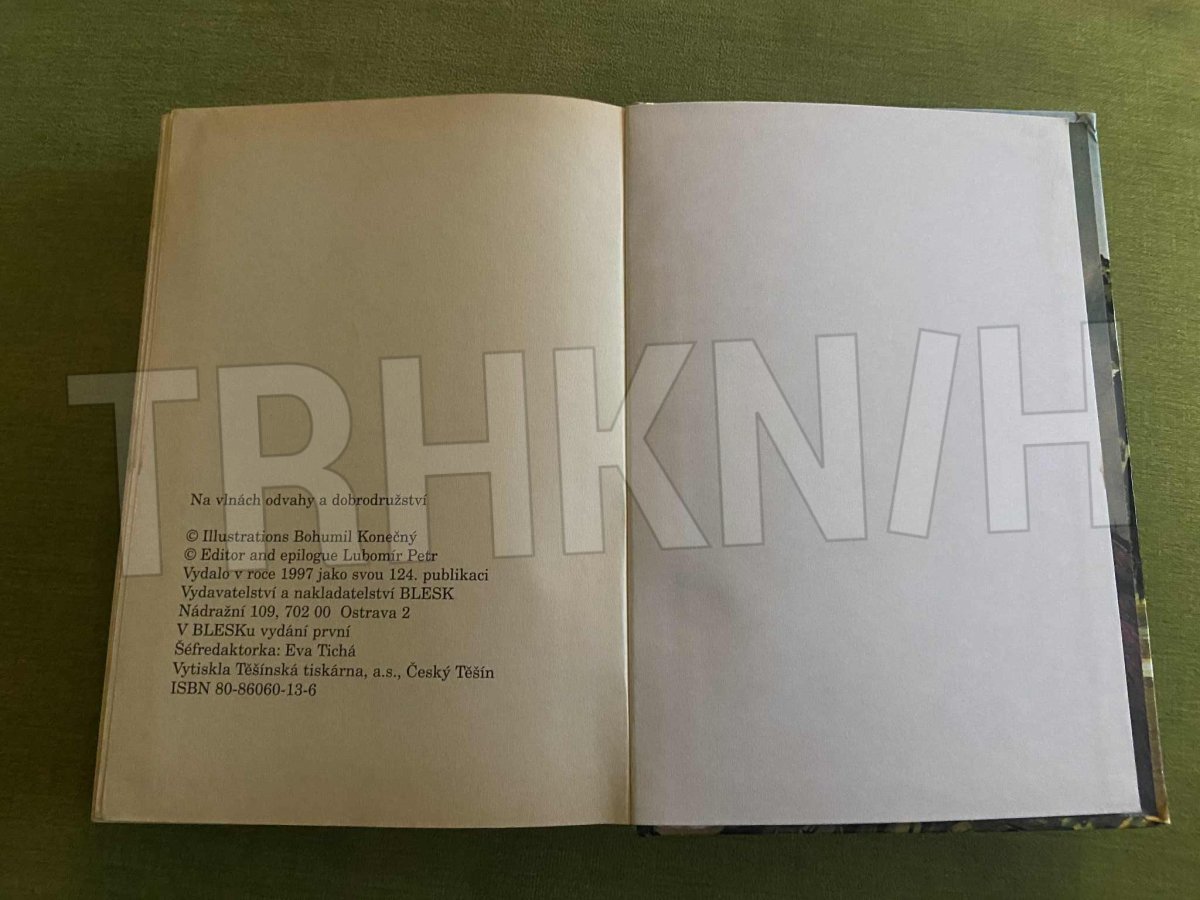 Na vlnách odvahy a dobrodružství
© Illustrations Bohumil Konečný
© Editor and epilogue Lubomír Petr
Vydalo v roce 1997 jako svou 124. publikaci
Vydavatelství a nakladatelství BLESK
Nádražní 109, 702 00 Ostrava 2
V BLESKu vydání první
Šéfredaktorka: Eva Tichá
Vytiskla Těšínská tiskárna, a.s., Český Těšín
ISBN 80-86060-13-6
TRHKN/H